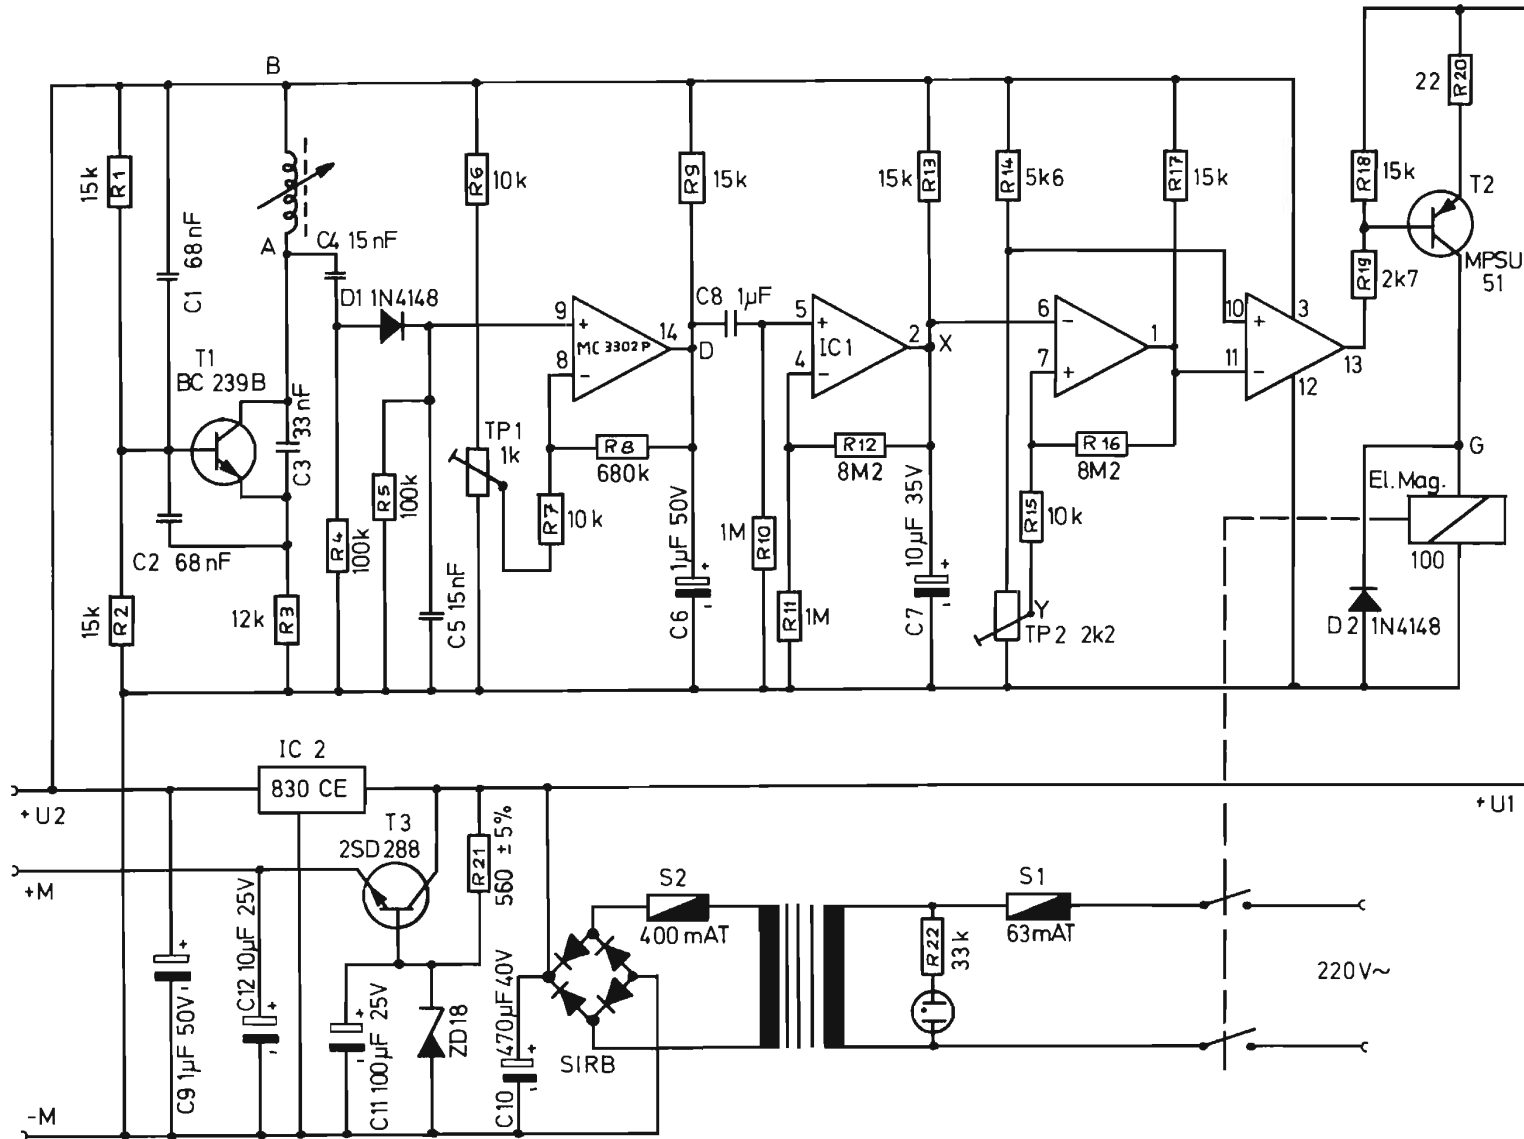 B
22
R20
15k
R1
C1 68nF
A
C4 15nF
R6
10k
R9
15k
15k
R13
R14
5k6
R17
15k
R18
15k
T2
MPSU
51
R19
2k7
T1
BC 239B
33nF
C3
D1 1N4148
9
+
MC3302P
8
-
14
D
C8 1µF
5
+
IC1
4
-
2
X
6
-
7
+
1
10
+
11
-
3
12
13
TP1
1k
R8
680k
R12
8M2
R16
8M2
G
El.Mag.
100
C2 68nF
R4
100k
R5
100k
R7
10k
1M
R10
R15
10k
15k
R2
12k
R3
C5 15nF
C6 1µF 50V
+
-
R11
1M
C7 10µF 35V
+
-
Y
TP2 2k2
D2 1N4148
IC 2
830 CE
+U2
+U1
T3
2SD288
R21
560 ±5%
+M
S2
400mAT
S1
63mAT
R22
33k
220V~
C9 1µF 50V
+
-
C12 10µF 25V
+
-
C11 100µF 25V
+
-
ZD18
C10 470µF 40V
+
-
SIRB
-M